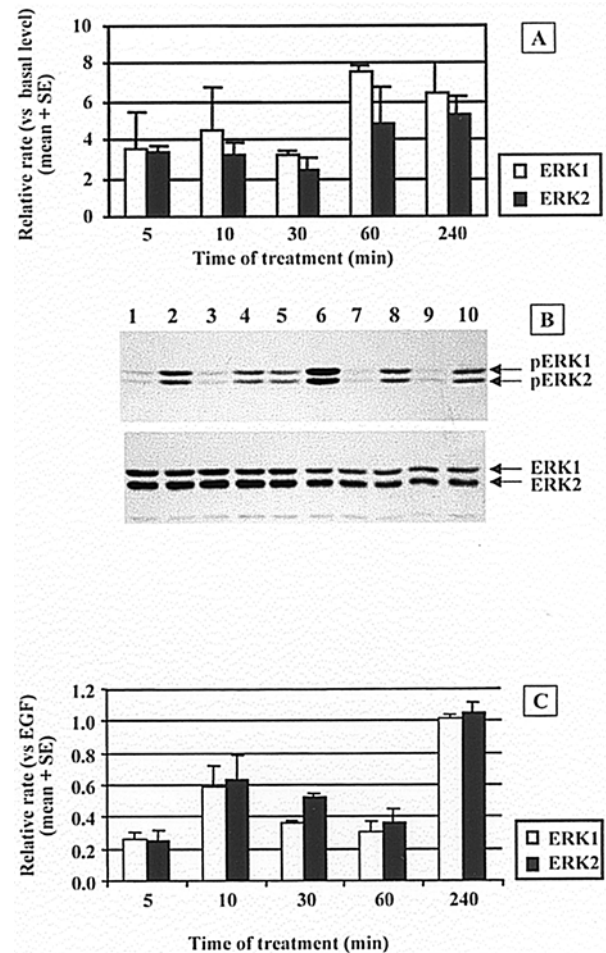 A
Relative rate (vs basal level)
(mean + SE)
10
8
6
4
2
0
5 10 30 60 240
Time of treatment (min)
ERK1
ERK2
1 2 3 4 5 6 7 8 9 10
B
pERK1
pERK2
ERK1
ERK2
C
Relative rate (vs EGF)
(mean + SE)
1.2
1.0
0.8
0.6
0.4
0.2
0.0
5 10 30 60 240
Time of treatment (min)
ERK1
ERK2